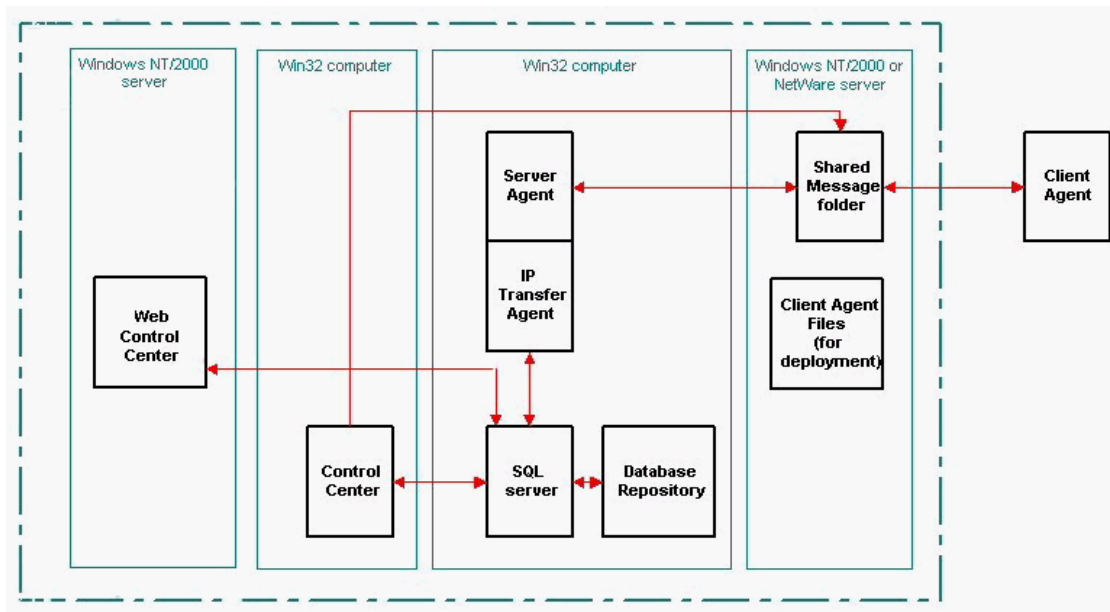 Windows NT/2000
server
Win32 computer
Win32 computer
Windows NT/2000 or
NetWare server
Server
Agent
Shared
Message
folder
Client
Agent
IP
Transfer
Agent
Web
Control
Center
Client Agent
Files
(for
deployment)
Control
Center
SQL
server
Database
Repository